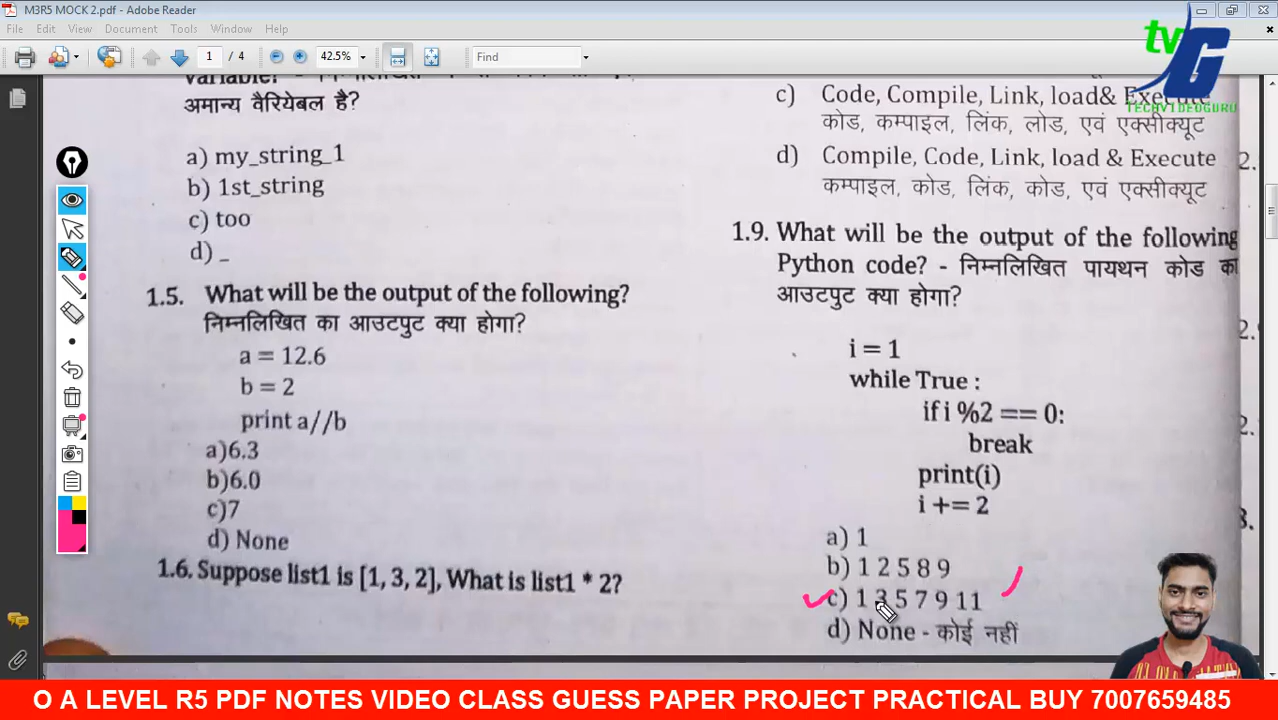 M3R5 MOCK 2.pdf - Adobe Reader
File Edit View Document Tools Window Help
1 / 4 42.5% Find
अमान्य वैरियेबल है?
a) my_string_1
b) 1st_string
c) too
d) _
1.5. What will be the output of the following?
निम्नलिखित का आउटपुट क्या होगा?
a = 12.6
b = 2
print a//b
a)6.3
b)6.0
c)7
d) None
1.6. Suppose list1 is [1, 3, 2], What is list1 * 2?
c) Code, Compile, Link, load& Execute
कोड, कम्पाइल, लिंक, लोड, एवं एक्सीक्यूट
d) Compile, Code, Link, load & Execute
कम्पाइल, कोड, लिंक, कोड, एवं एक्सीक्यूट
1.9. What will be the output of the following
Python code? - निम्नलिखित पायथन कोड का
आउटपुट क्या होगा?
i = 1
while True :
if i %2 == 0:
break
print(i)
i += 2
a) 1
b) 1 2 5 8 9
c) 1 3 5 7 9 11
d) None - कोई नहीं
tv G
TECHVIDEOGURU
O A LEVEL R5 PDF NOTES VIDEO CLASS GUESS PAPER PROJECT PRACTICAL BUY 7007659485